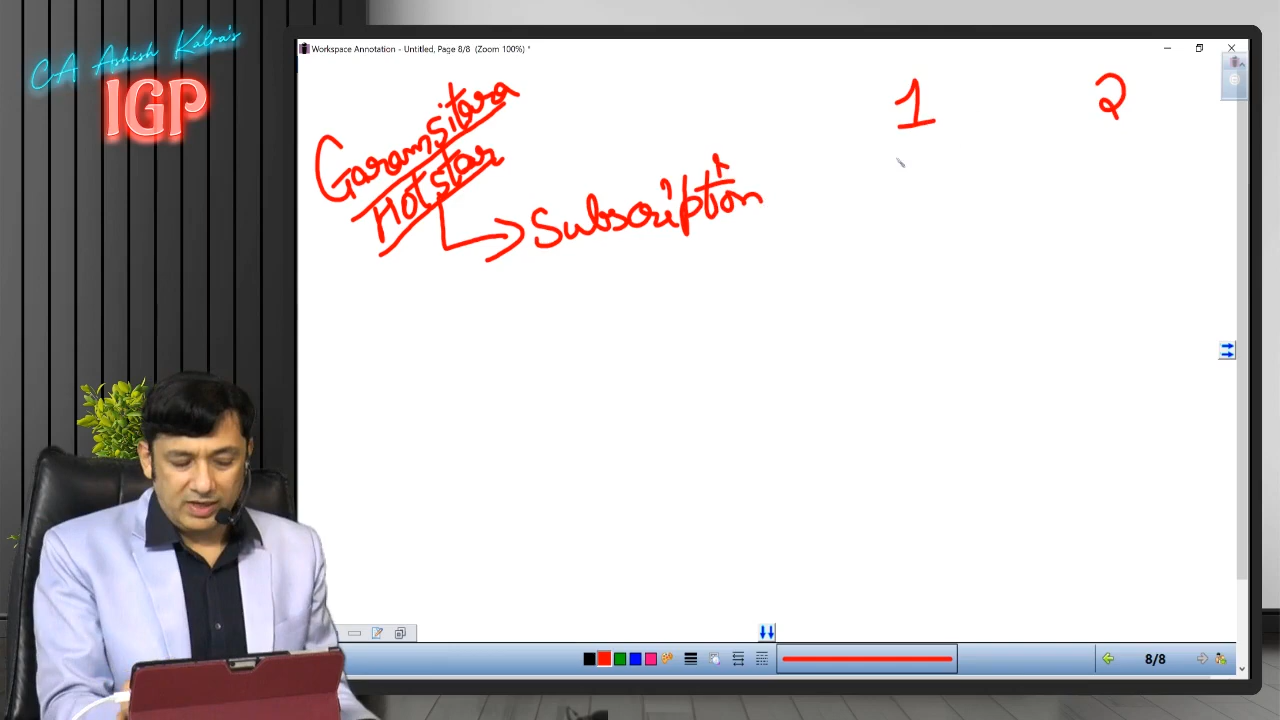 CA Ashish Kalra's
IGP
Workspace Annotation - Untitled, Page 8/8 (Zoom 100%) *
1 2
Garamsitara
Hotstar
Subscription
8/8